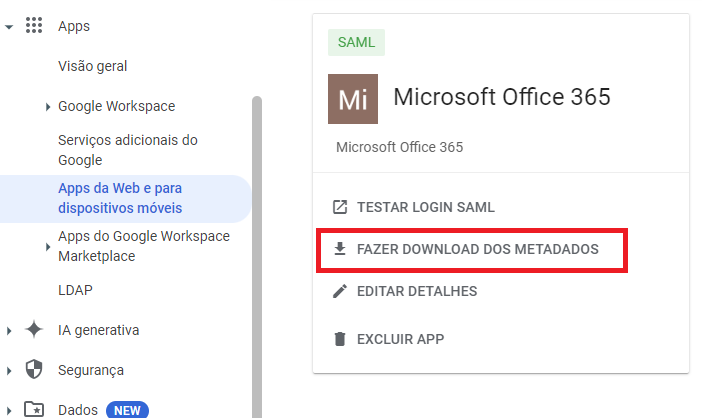 Apps
Visão geral
Google Workspace
Serviços adicionais do
Google
Apps da Web e para
dispositivos móveis
Apps do Google Workspace
Marketplace
LDAP
IA generativa
Segurança
Dados NEW
SAML
Mi Microsoft Office 365
Microsoft Office 365
TESTAR LOGIN SAML
FAZER DOWNLOAD DOS METADADOS
EDITAR DETALHES
EXCLUIR APP